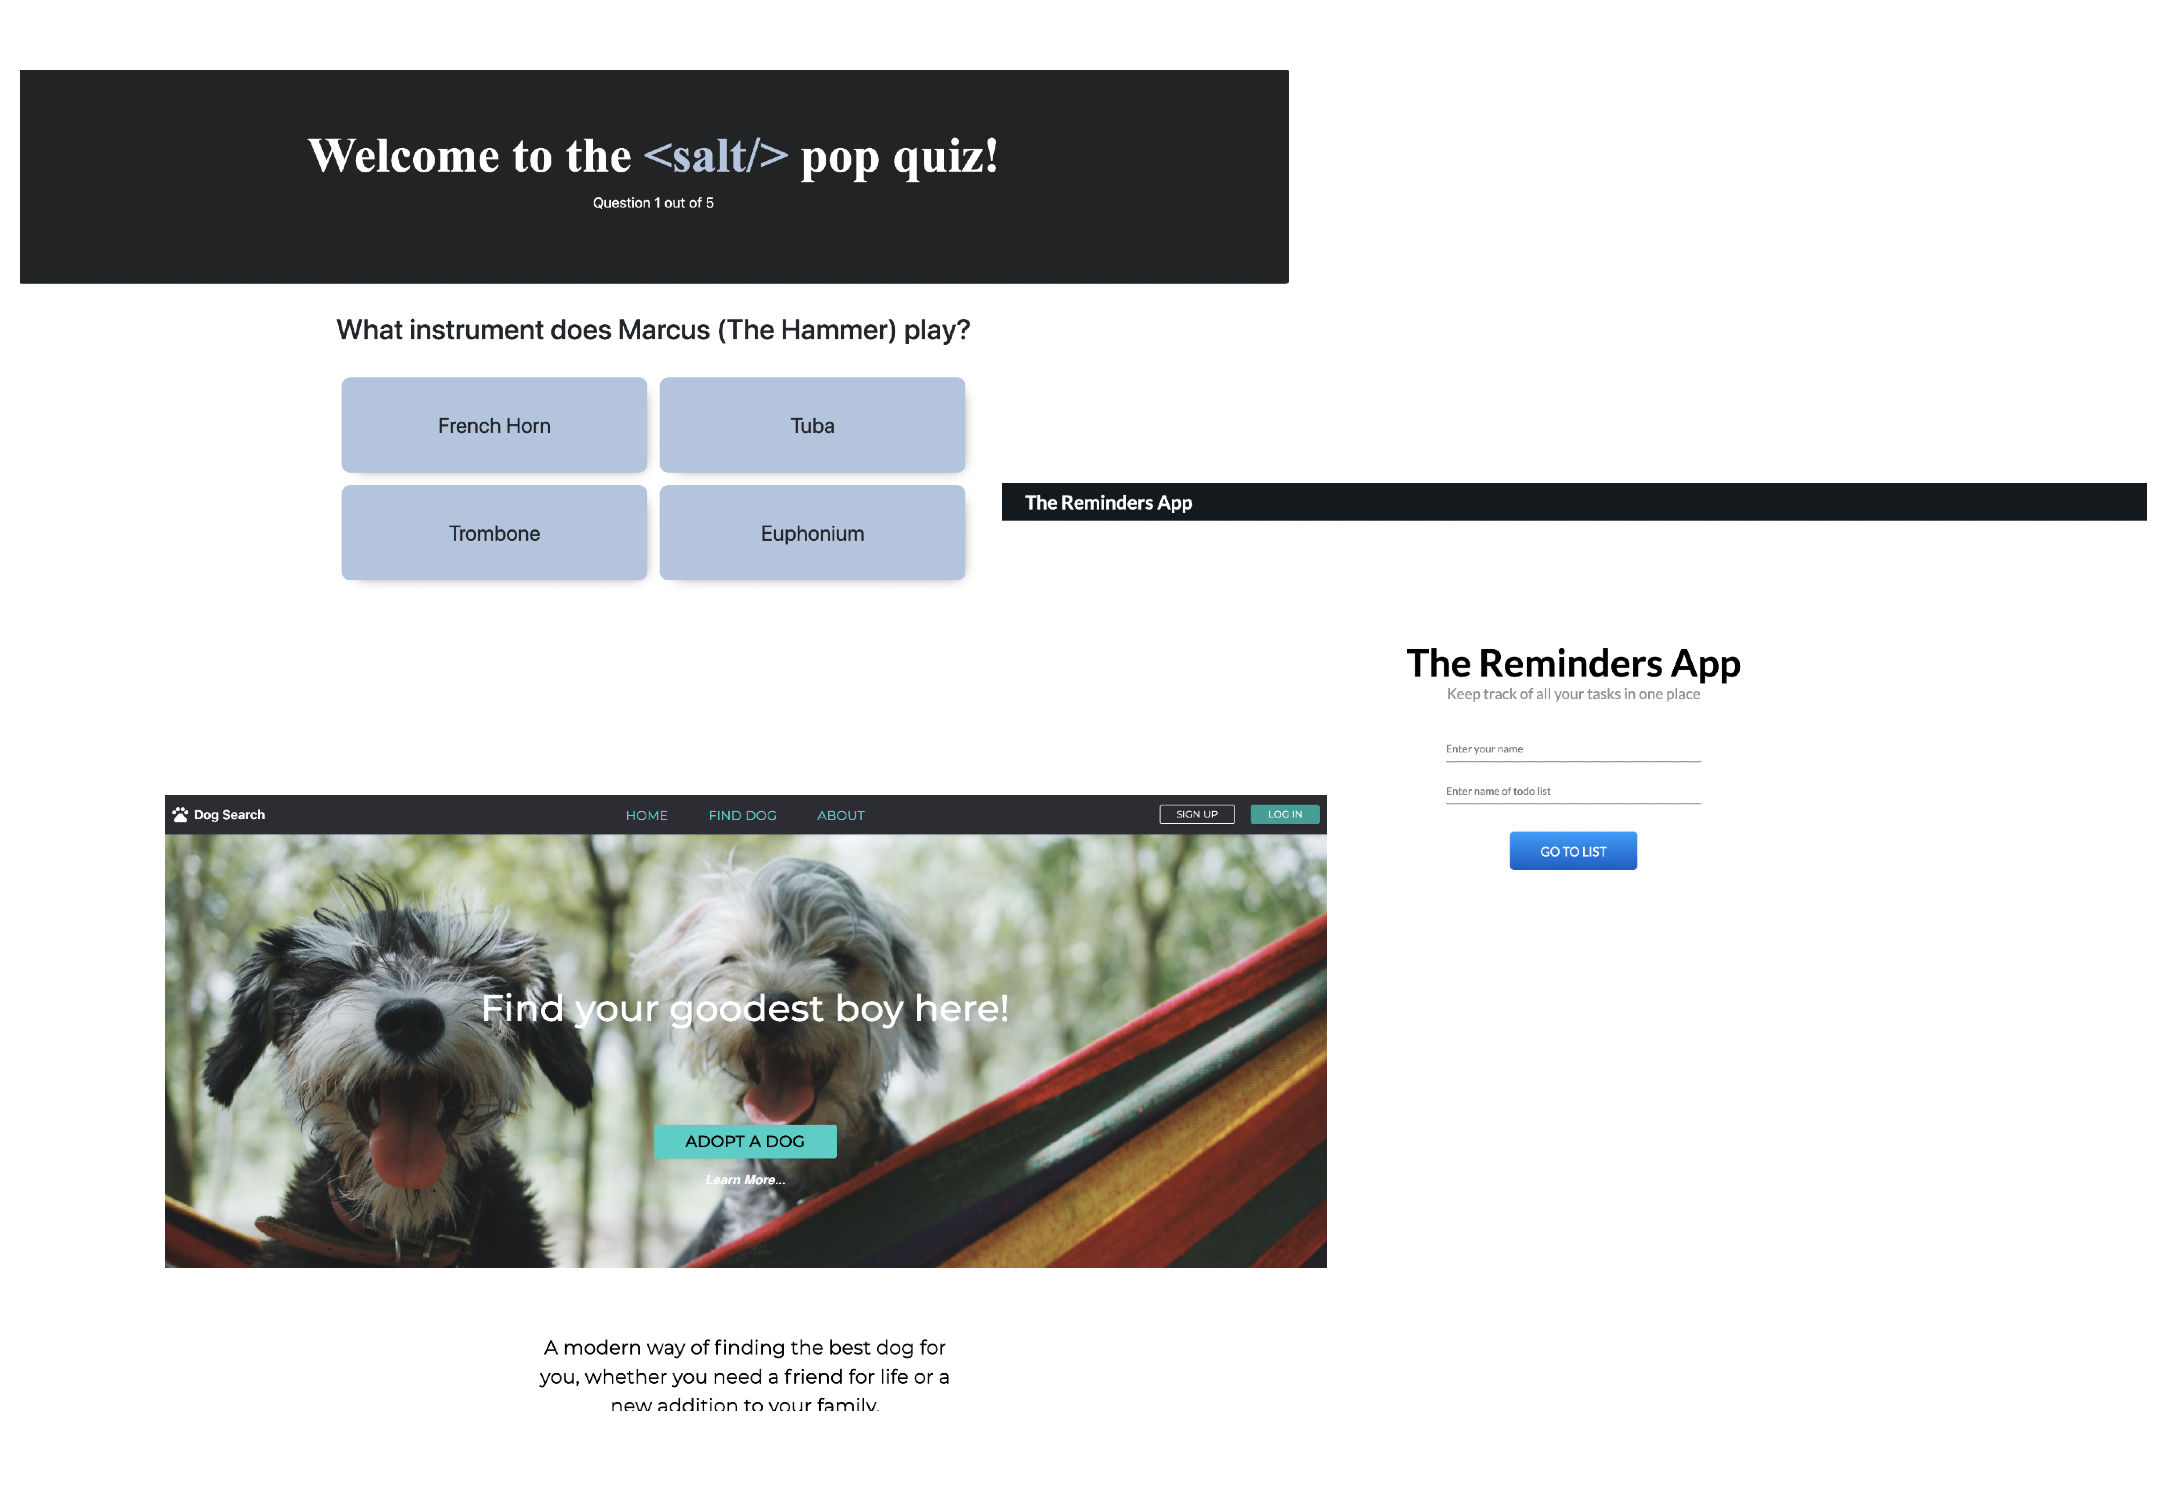 Welcome to the <salt/> pop quiz!
Question 1 out of 5
What instrument does Marcus (The Hammer) play?
French Horn
Tuba
Trombone
Euphonium
The Reminders App
The Reminders App
Keep track of all your tasks in one place
Enter your name
Enter name of todo list
GO TO LIST
Dog Search
HOME
FIND DOG
ABOUT
SIGN UP
LOG IN
Find your goodest boy here!
ADOPT A DOG
Learn More...
A modern way of finding the best dog for
you, whether you need a friend for life or a
new addition to your family.